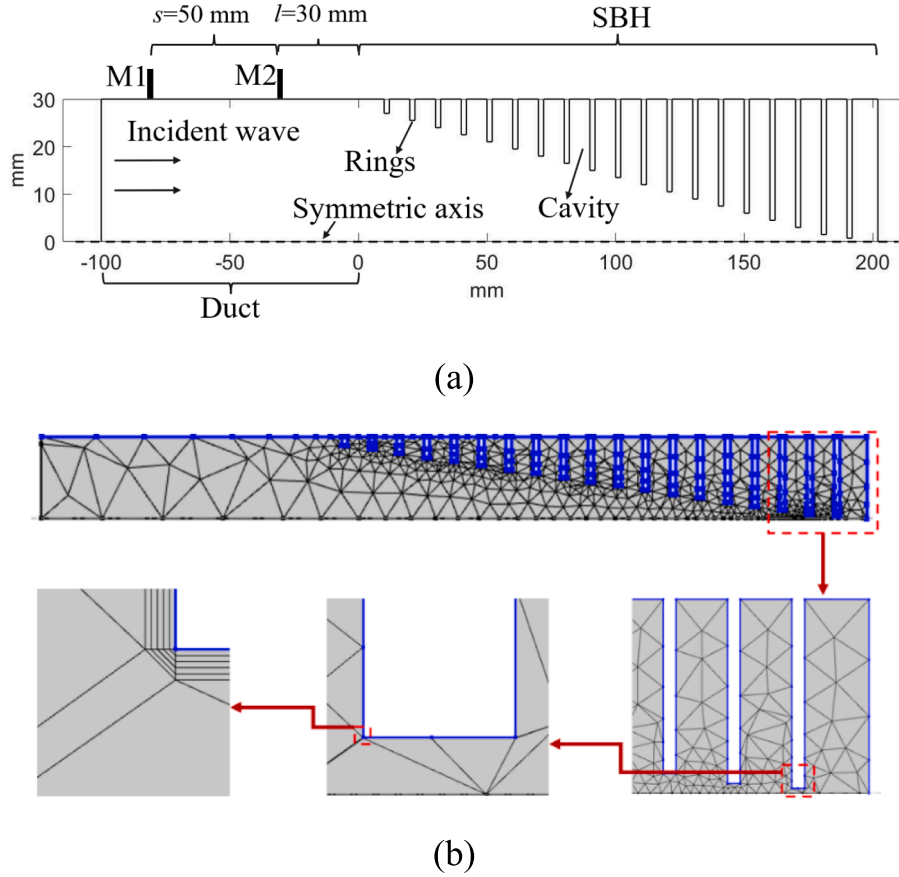 s=50 mm l=30 mm SBH
M1 M2
30
Incident wave
20
Rings
mm
10
Symmetric axis Cavity
0
-100 -50 0 50 100 150 200
mm
Duct
(a)
(b)